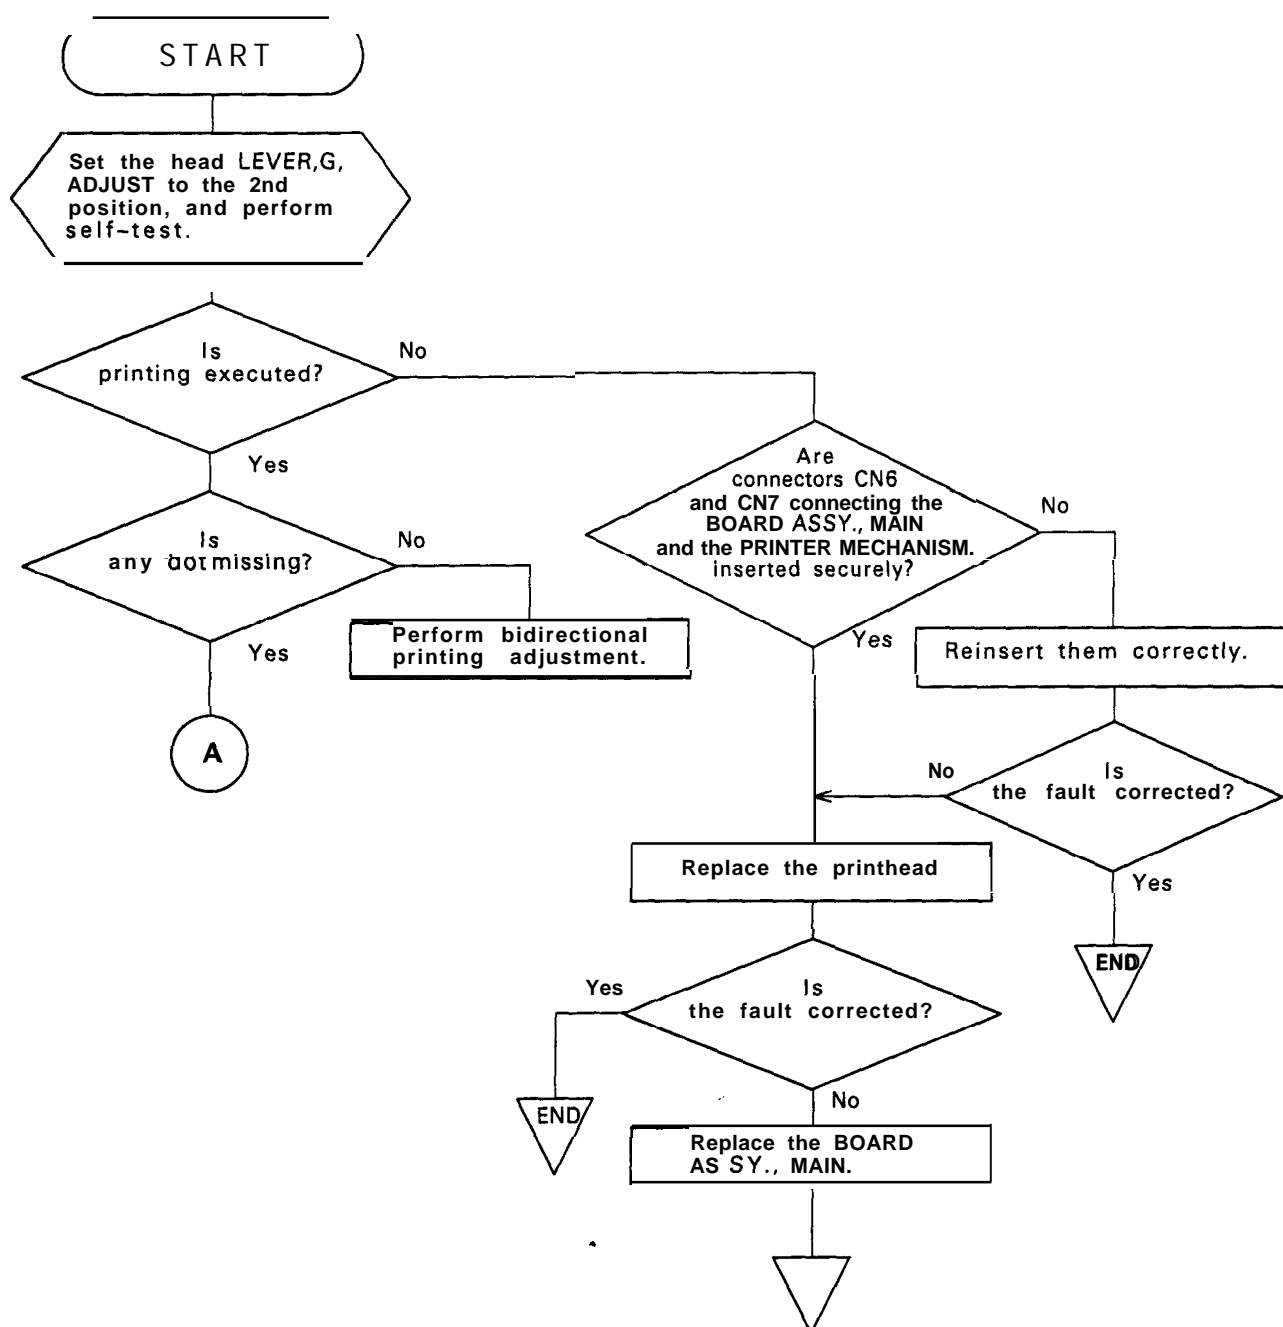 START
Set the head LEVER,G,
ADJUST to the 2nd
position, and perform
self-test.
Is
printing executed?
No
Yes
Is
any dot missing?
No
Yes
Perform bidirectional
printing adjustment.
A
Are
connectors CN6
and CN7 connecting the
BOARD ASSY., MAIN
and the PRINTER MECHANISM.
inserted securely?
No
Yes
Reinsert them correctly.
Is
the fault corrected?
No
Yes
END
Replace the printhead
Is
the fault corrected?
Yes
No
END
Replace the BOARD
AS SY., MAIN.